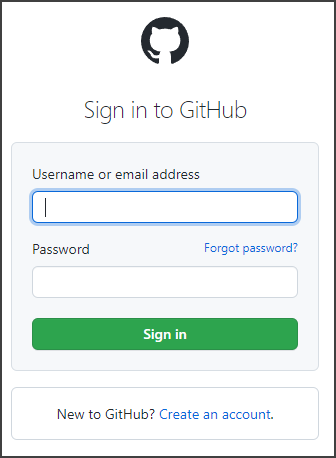 Sign in to GitHub
Username or email address
Password Forgot password?
Sign in
New to GitHub? Create an account.